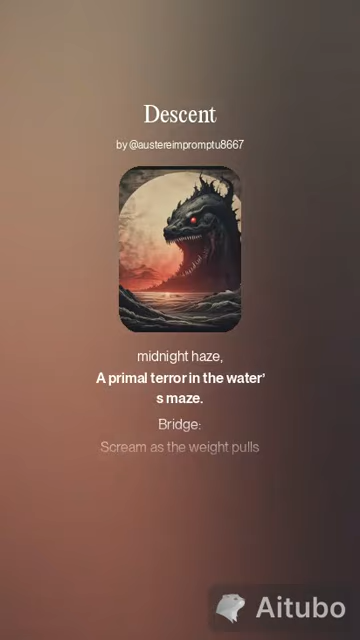 Descent
by @austereimpromptu8667
midnight haze,
A primal terror in the water'
s maze.
Bridge:
Scream as the weight pulls
Aitubo